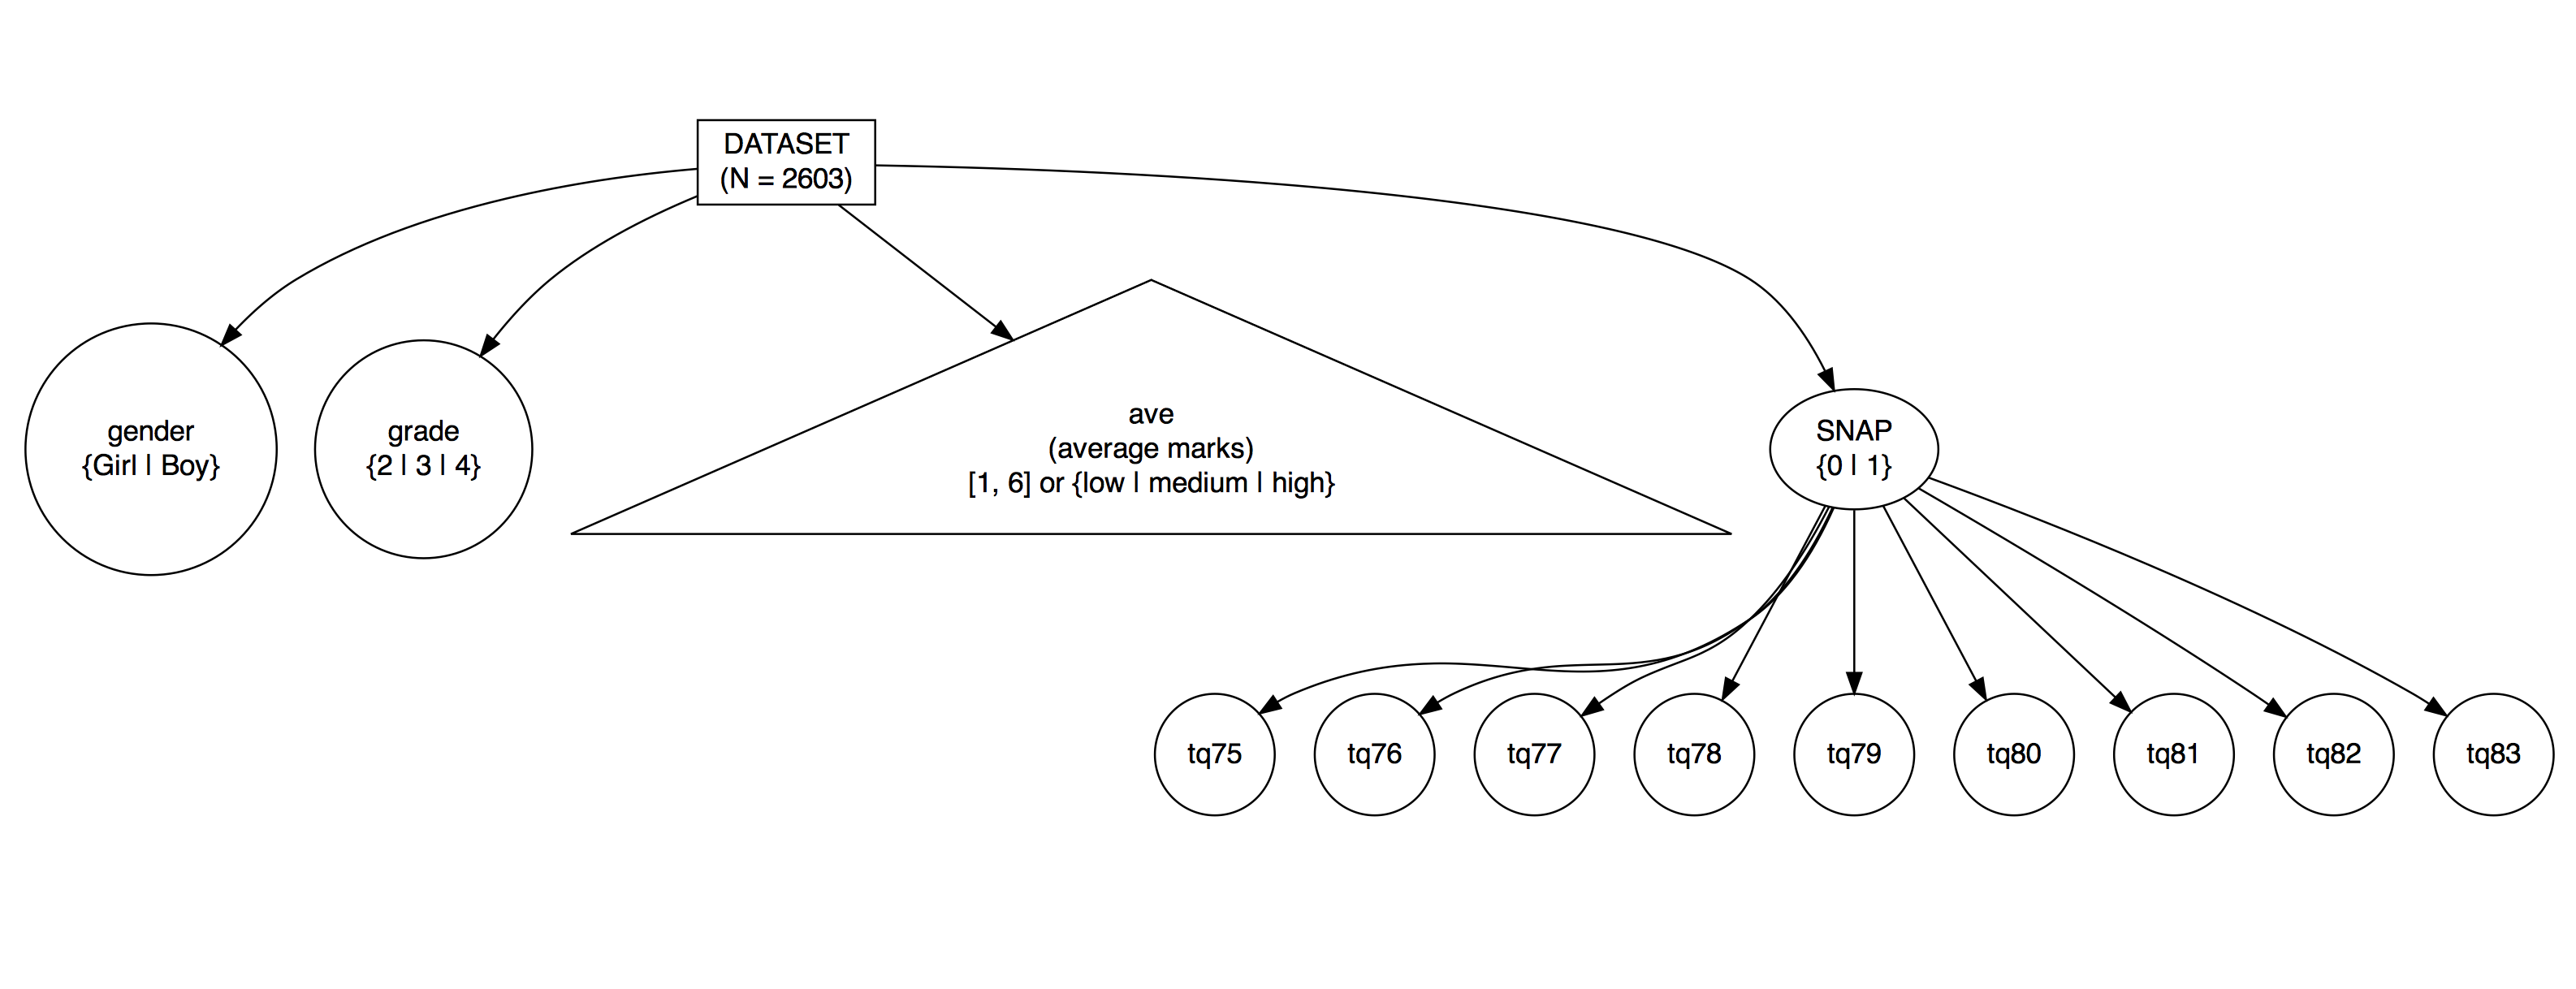 DATASET
(N = 2603)
gender
{Girl | Boy}
grade
{2 | 3 | 4}
ave
(average marks)
[1, 6] or {low | medium | high}
SNAP
{0 | 1}
tq75
tq76
tq77
tq78
tq79
tq80
tq81
tq82
tq83